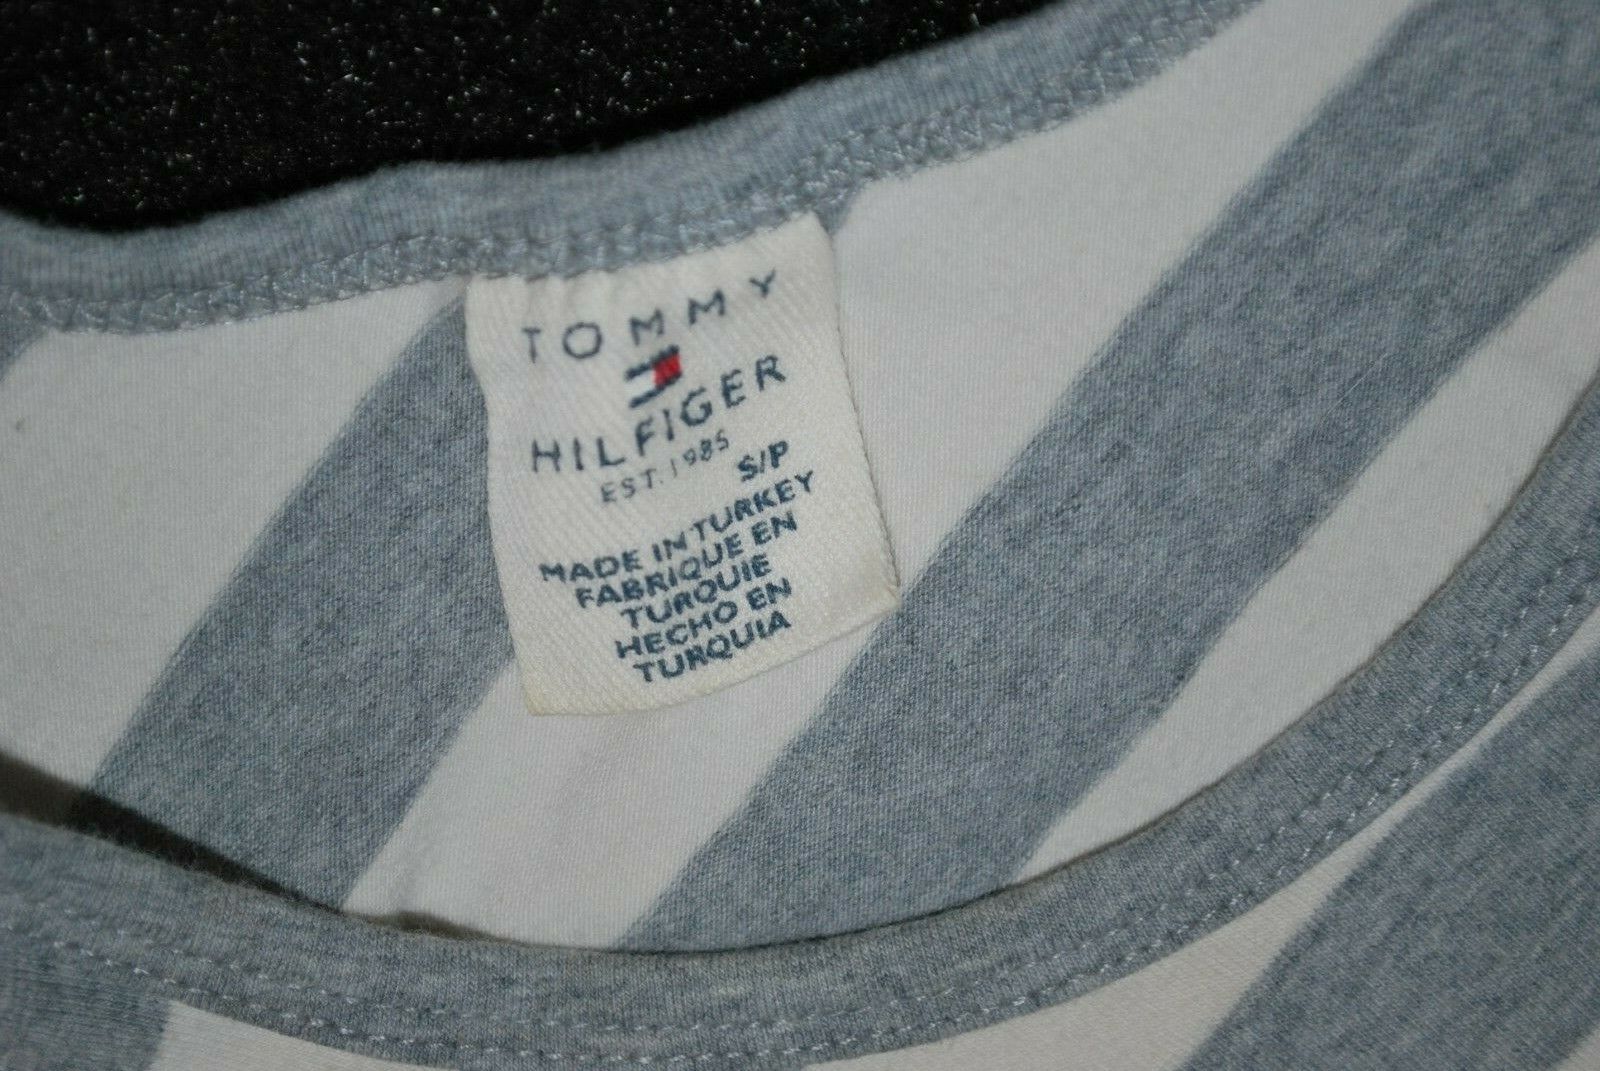 TOMMY
HILFIGER
EST. 1985
S/P
MADE IN TURKEY
FABRIQUE EN
TURQUIE
HECHO EN
TURQUIA